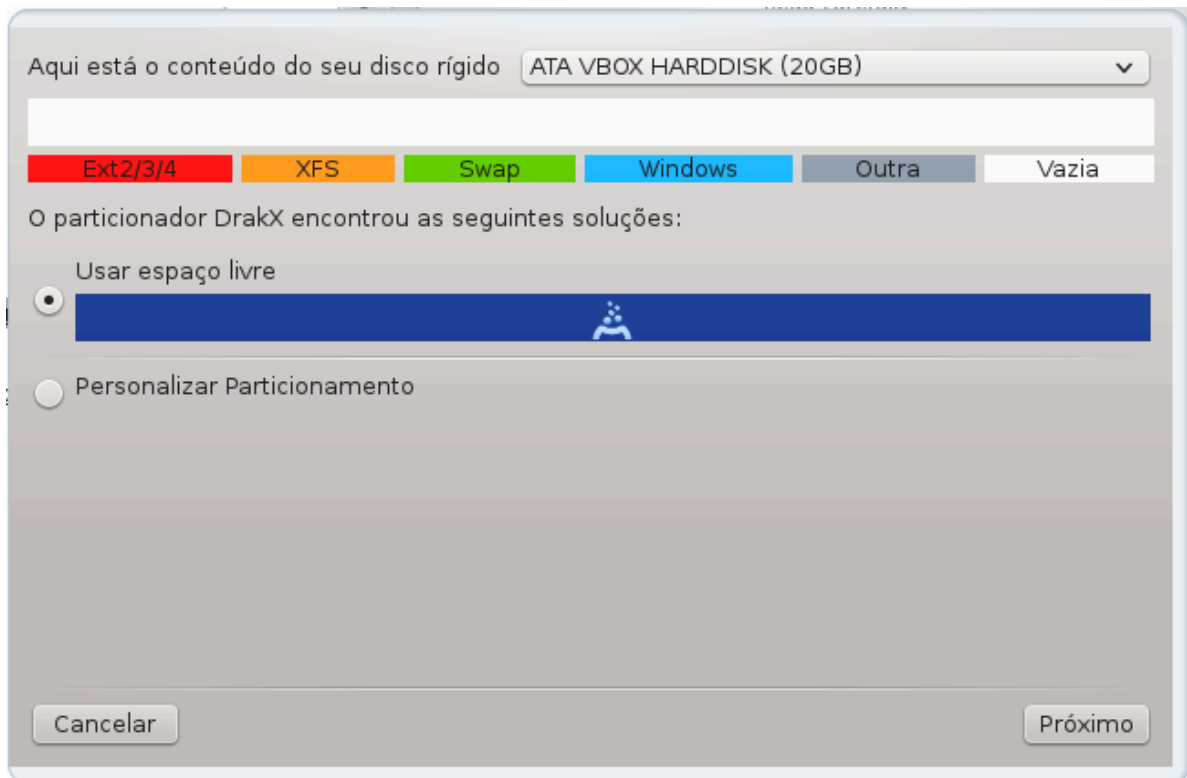 Aqui está o conteúdo do seu disco rígido ATA VBOX HARDDISK (20GB)
Ext2/3/4 XFS Swap Windows Outra Vazia
O particionador DrakX encontrou as seguintes soluções:
Usar espaço livre
Personalizar Particionamento
Cancelar Próximo